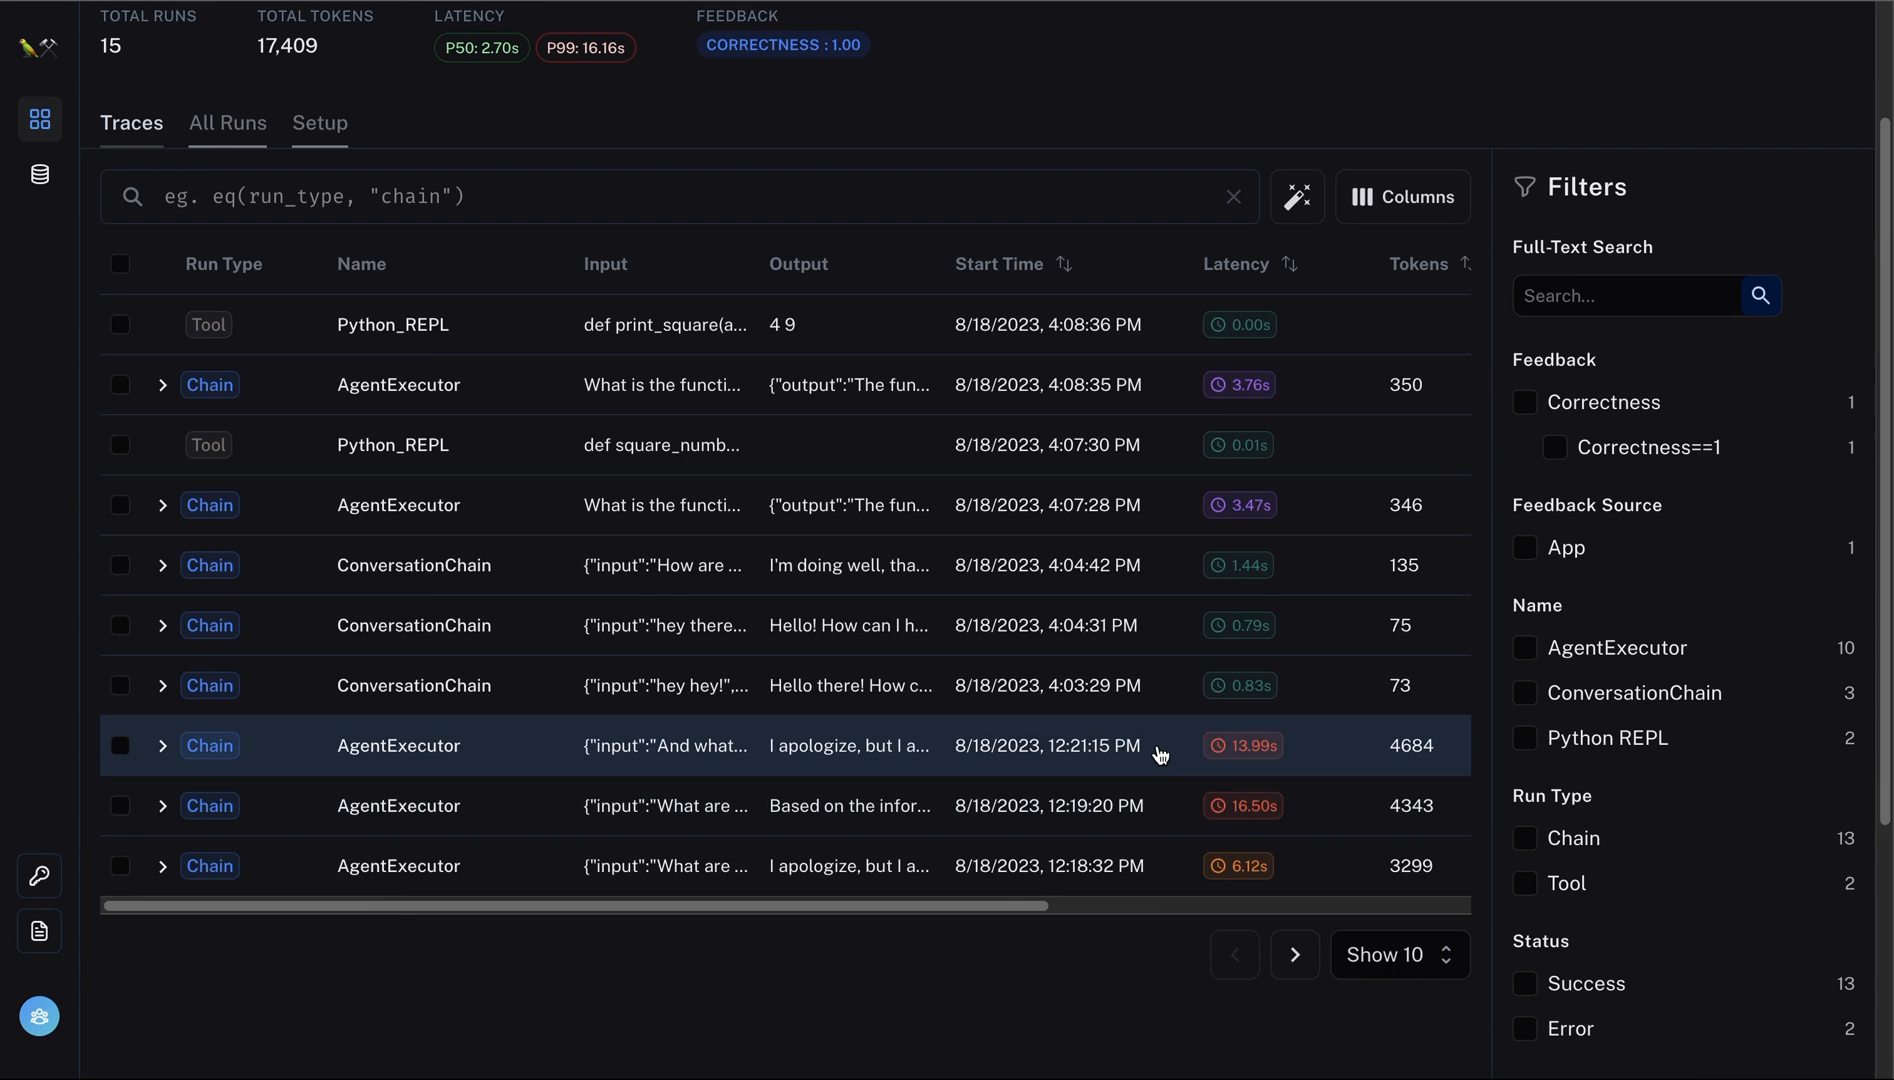 TOTAL RUNS TOTAL TOKENS LATENCY FEEDBACK
15 17,409 P50: 2.70s P99: 16.16s CORRECTNESS : 1.00
Traces All Runs Setup
eg. eq(run_type, "chain") Columns
Run Type Name Input Output Start Time Latency Tokens
Tool Python_REPL def print_square(a... 4 9 8/18/2023, 4:08:36 PM 0.00s
Chain AgentExecutor What is the functi... {"output":"The fun... 8/18/2023, 4:08:35 PM 3.76s 350
Tool Python_REPL def square_numb... 8/18/2023, 4:07:30 PM 0.01s
Chain AgentExecutor What is the functi... {"output":"The fun... 8/18/2023, 4:07:28 PM 3.47s 346
Chain ConversationChain {"input":"How are ... I'm doing well, tha... 8/18/2023, 4:04:42 PM 1.44s 135
Chain ConversationChain {"input":"hey there... Hello! How can I h... 8/18/2023, 4:04:31 PM 0.79s 75
Chain ConversationChain {"input":"hey hey!",... Hello there! How c... 8/18/2023, 4:03:29 PM 0.83s 73
Chain AgentExecutor {"input":"And what... I apologize, but I a... 8/18/2023, 12:21:15 PM 13.99s 4684
Chain AgentExecutor {"input":"What are ... Based on the infor... 8/18/2023, 12:19:20 PM 16.50s 4343
Chain AgentExecutor {"input":"What are ... I apologize, but I a... 8/18/2023, 12:18:32 PM 6.12s 3299
Show 10
Filters
Full-Text Search
Search...
Feedback
Correctness 1
Correctness==1 1
Feedback Source
App 1
Name
AgentExecutor 10
ConversationChain 3
Python REPL 2
Run Type
Chain 13
Tool 2
Status
Success 13
Error 2